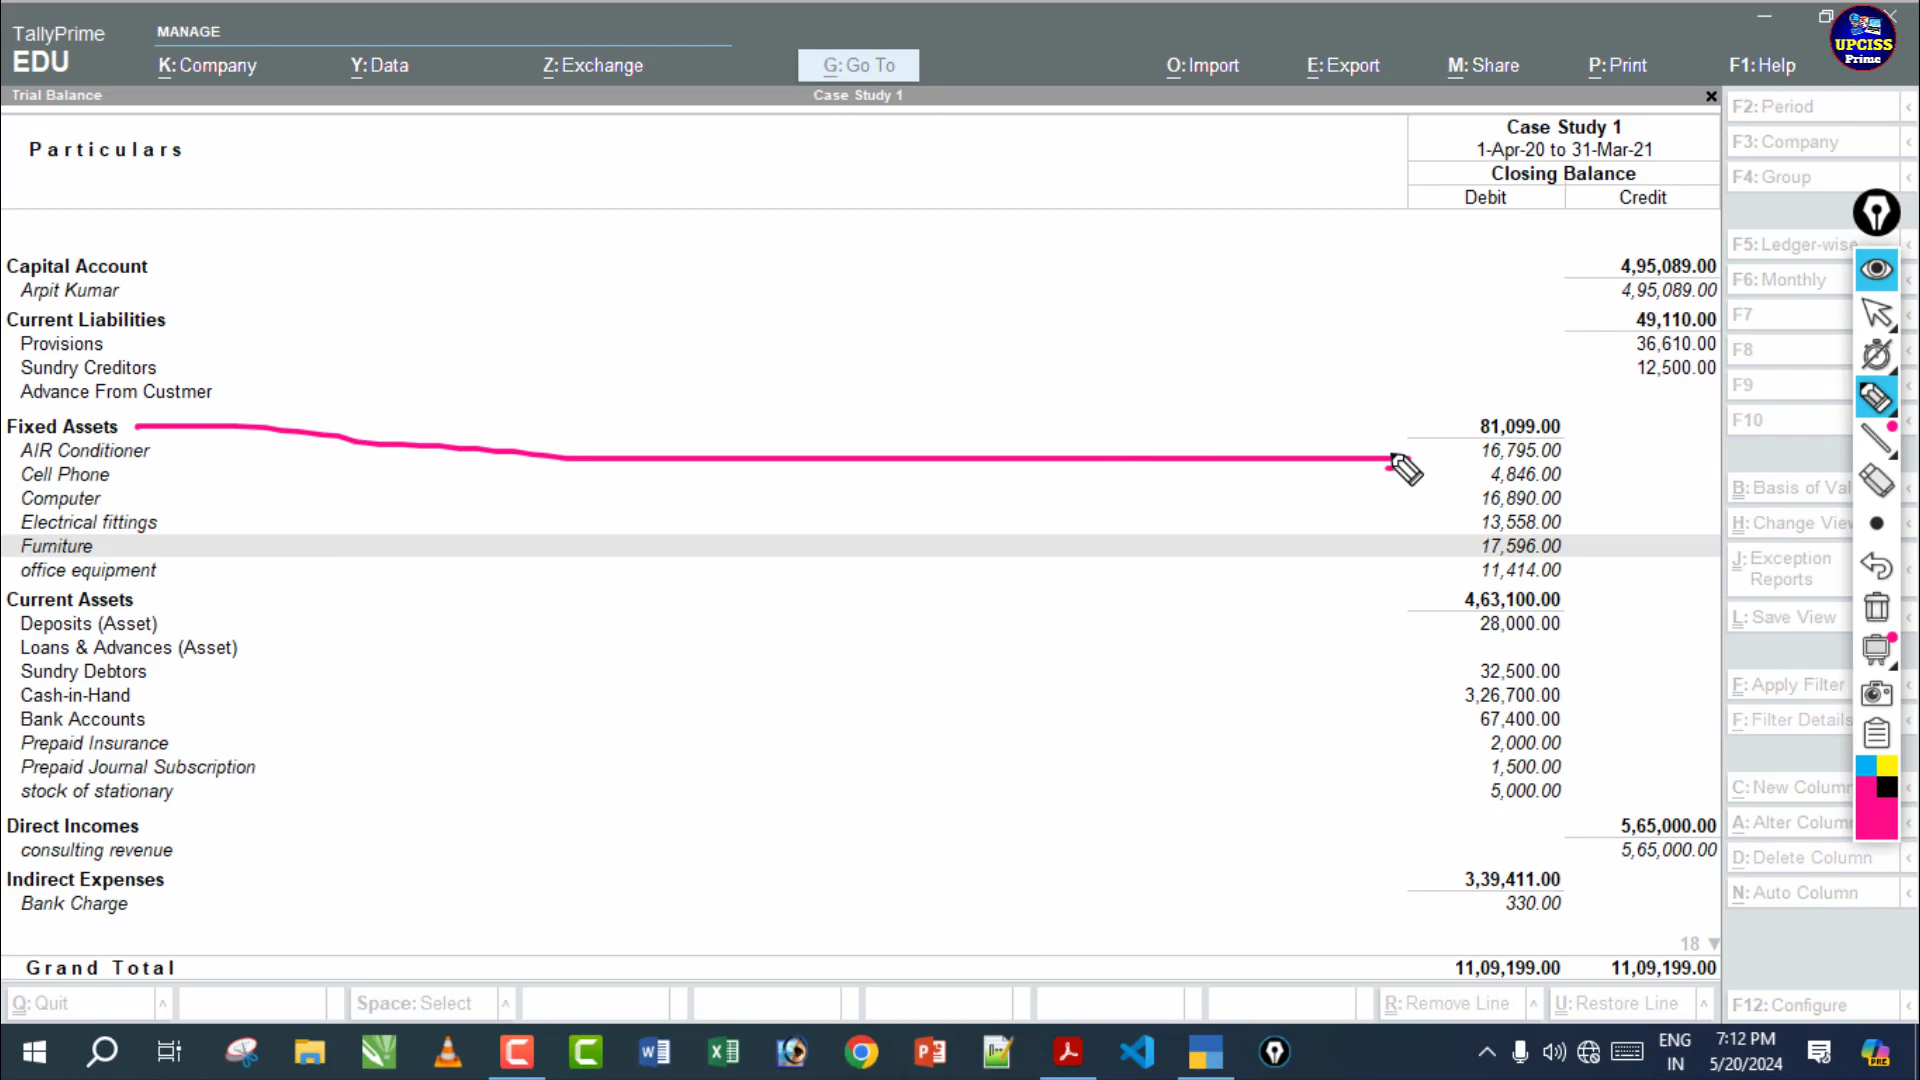 TallyPrime
EDU
MANAGE
K: Company
Y: Data
Z: Exchange
G: Go To
O: Import
E: Export
M: Share
P: Print
F1: Help
UPCISS
Prime
Trial Balance
Case Study 1
Particulars
Case Study 1
1-Apr-20 to 31-Mar-21
Closing Balance
Debit Credit
Capital Account 4,95,089.00
Arpit Kumar 4,95,089.00
Current Liabilities 49,110.00
Provisions 36,610.00
Sundry Creditors 12,500.00
Advance From Custmer
Fixed Assets 81,099.00
AIR Conditioner 16,795.00
Cell Phone 4,846.00
Computer 16,890.00
Electrical fittings 13,558.00
Furniture 17,596.00
office equipment 11,414.00
Current Assets 4,63,100.00
Deposits (Asset) 28,000.00
Loans & Advances (Asset)
Sundry Debtors 32,500.00
Cash-in-Hand 3,26,700.00
Bank Accounts 67,400.00
Prepaid Insurance 2,000.00
Prepaid Journal Subscription 1,500.00
stock of stationary 5,000.00
Direct Incomes 5,65,000.00
consulting revenue 5,65,000.00
Indirect Expenses 3,39,411.00
Bank Charge 330.00
18
Grand Total 11,09,199.00 11,09,199.00
F2: Period
F3: Company
F4: Group
F5: Ledger-wise
F6: Monthly
F7
F8
F9
F10
B: Basis of Val
H: Change View
J: Exception
Reports
L: Save View
F: Apply Filter
F: Filter Details
C: New Column
A: Alter Colum
D: Delete Column
N: Auto Column
F12: Configure
Q: Quit
Space: Select
R: Remove Line
U: Restore Line
ENG
IN
7:12 PM
5/20/2024
PRE